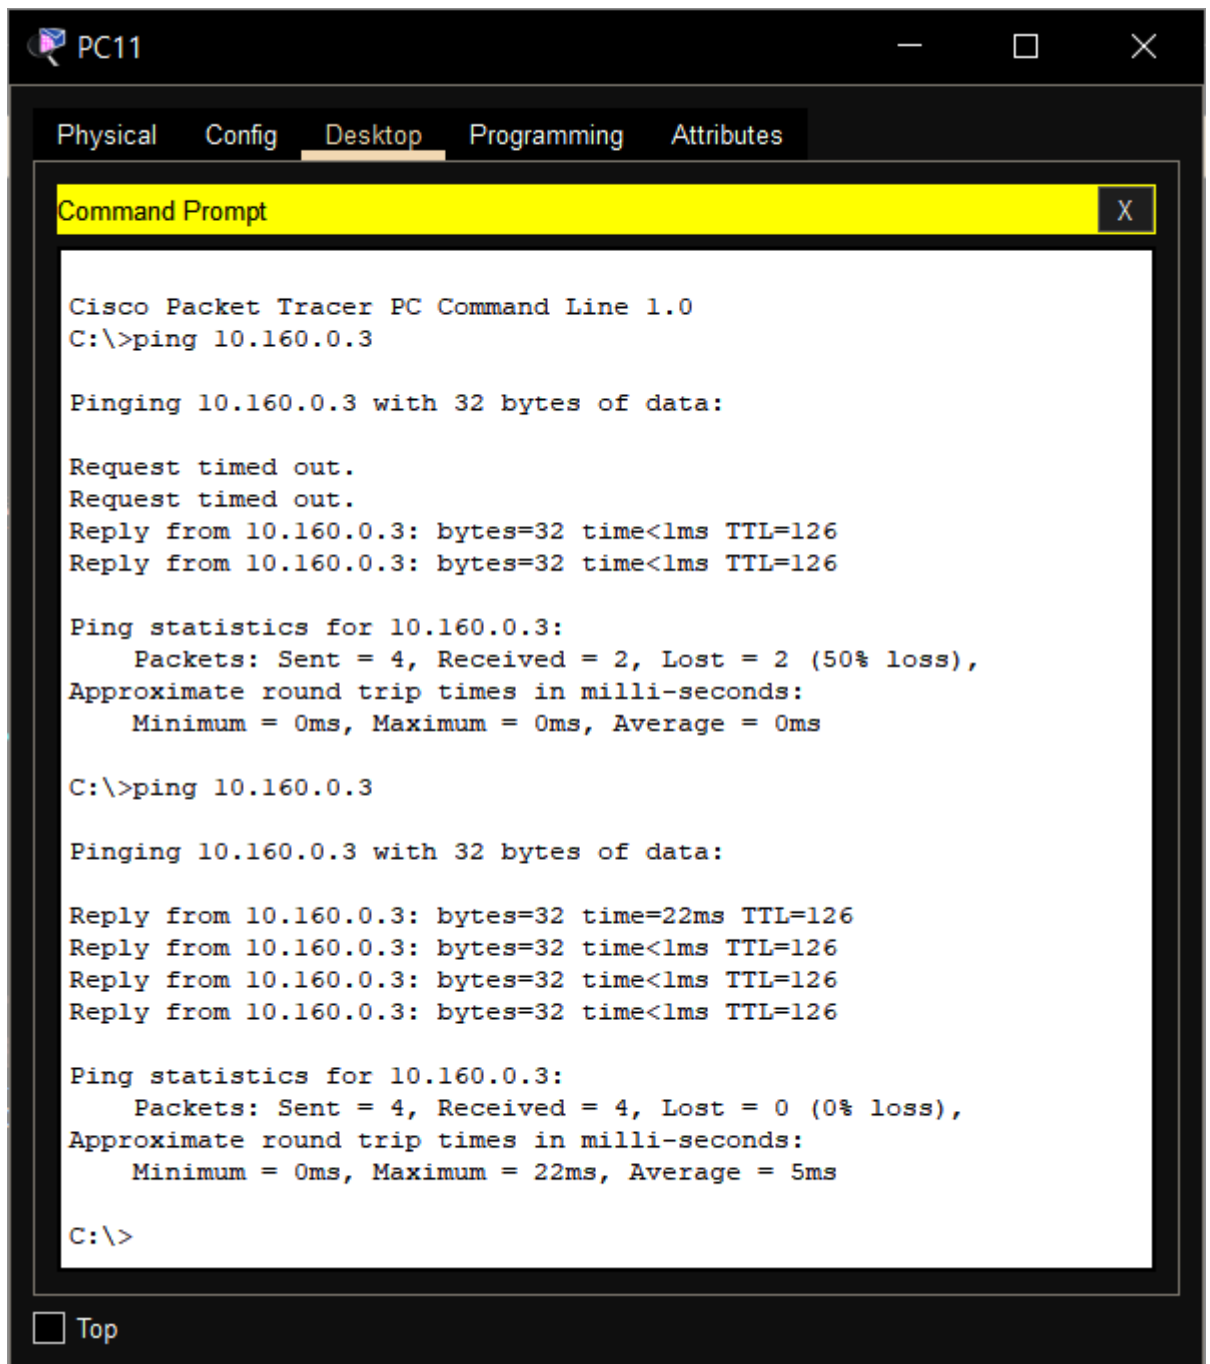 PC11
Physical Config Desktop Programming Attributes
Command Prompt X
Cisco Packet Tracer PC Command Line 1.0
C:\>ping 10.160.0.3
Pinging 10.160.0.3 with 32 bytes of data:
Request timed out.
Request timed out.
Reply from 10.160.0.3: bytes=32 time<1ms TTL=126
Reply from 10.160.0.3: bytes=32 time<1ms TTL=126
Ping statistics for 10.160.0.3:
Packets: Sent = 4, Received = 2, Lost = 2 (50% loss),
Approximate round trip times in milli-seconds:
Minimum = 0ms, Maximum = 0ms, Average = 0ms
C:\>ping 10.160.0.3
Pinging 10.160.0.3 with 32 bytes of data:
Reply from 10.160.0.3: bytes=32 time=22ms TTL=126
Reply from 10.160.0.3: bytes=32 time<1ms TTL=126
Reply from 10.160.0.3: bytes=32 time<1ms TTL=126
Reply from 10.160.0.3: bytes=32 time<1ms TTL=126
Ping statistics for 10.160.0.3:
Packets: Sent = 4, Received = 4, Lost = 0 (0% loss),
Approximate round trip times in milli-seconds:
Minimum = 0ms, Maximum = 22ms, Average = 5ms
C:\>
Top